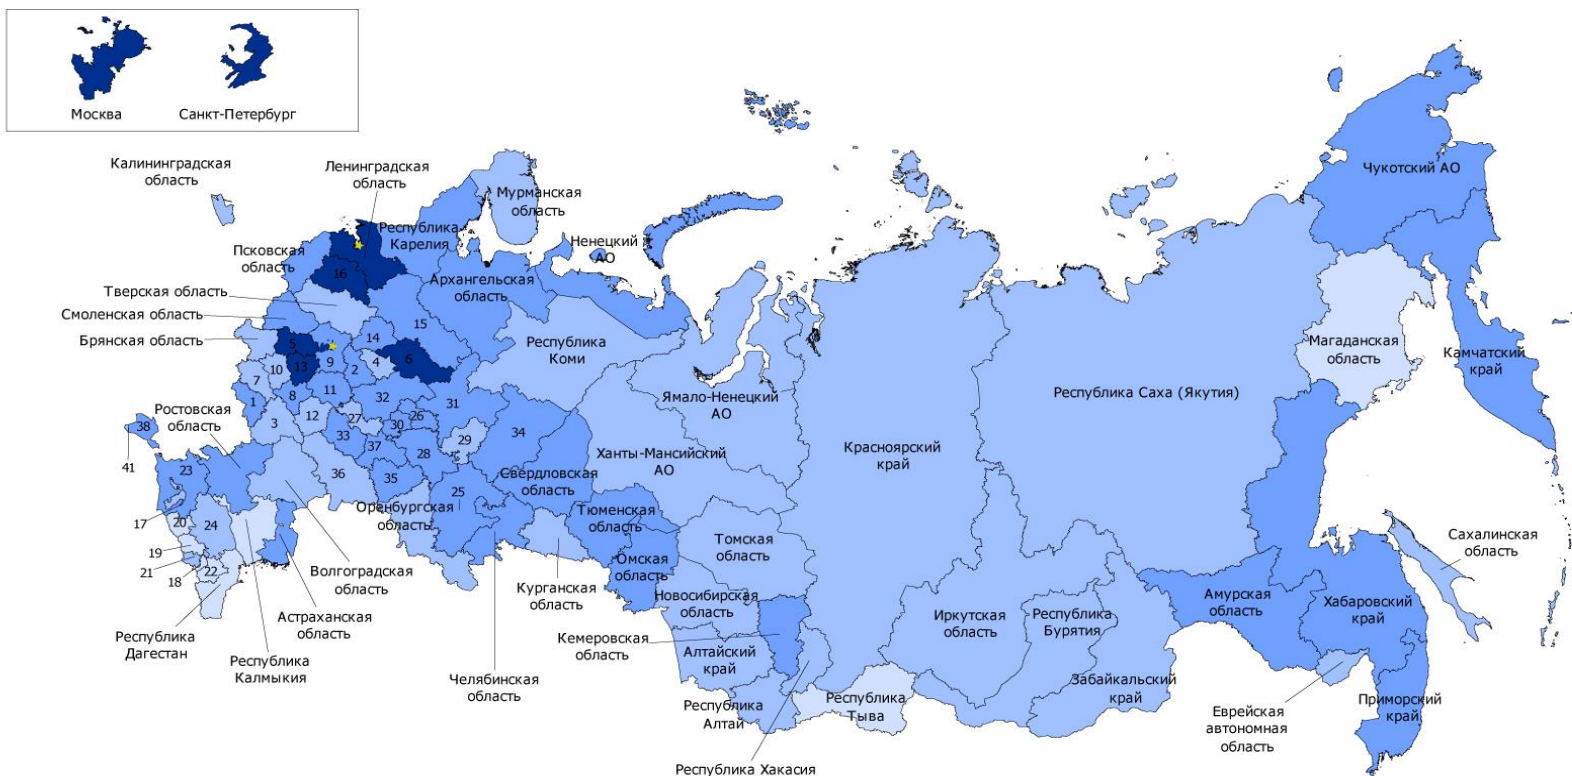 Москва
Санкт-Петербург
Калининградская
область
Ленинградская
область
Мурманская
область
Чукотский АО
Псковская
область
Республика
Карелия
Ненецкий
АО
16
Архангельская
область
Тверская область
Смоленская область
15
Брянская область
5
14
9
6
4
Республика
Коми
Магаданская
область
Камчатский
край
7
10
13
2
8
11
32
31
1
12
26
Ямало-Ненецкий
АО
Республика Саха (Якутия)
Ростовская
область
38
3
27
30
33
29
34
Красноярский
край
41
23
37
28
36
35
25
Свердловская
область
Ханты-Мансийский
АО
Оренбургская
область
Тюменская
область
17
20
24
19
21
18
22
Томская
область
Сахалинская
область
Омская
область
Волгоградская
область
Курганская
область
Новосибирская
область
Амурская
область
Хабаровский
край
Астраханская
область
Иркутская
область
Республика
Бурятия
Республика
Дагестан
Кемеровская
область
Республика
Калмыкия
Алтайский
край
Челябинская
область
Забайкальский
край
Республика
Алтай
Республика
Тыва
Еврейская
автономная
область
Приморский
край
Республика Хакасия